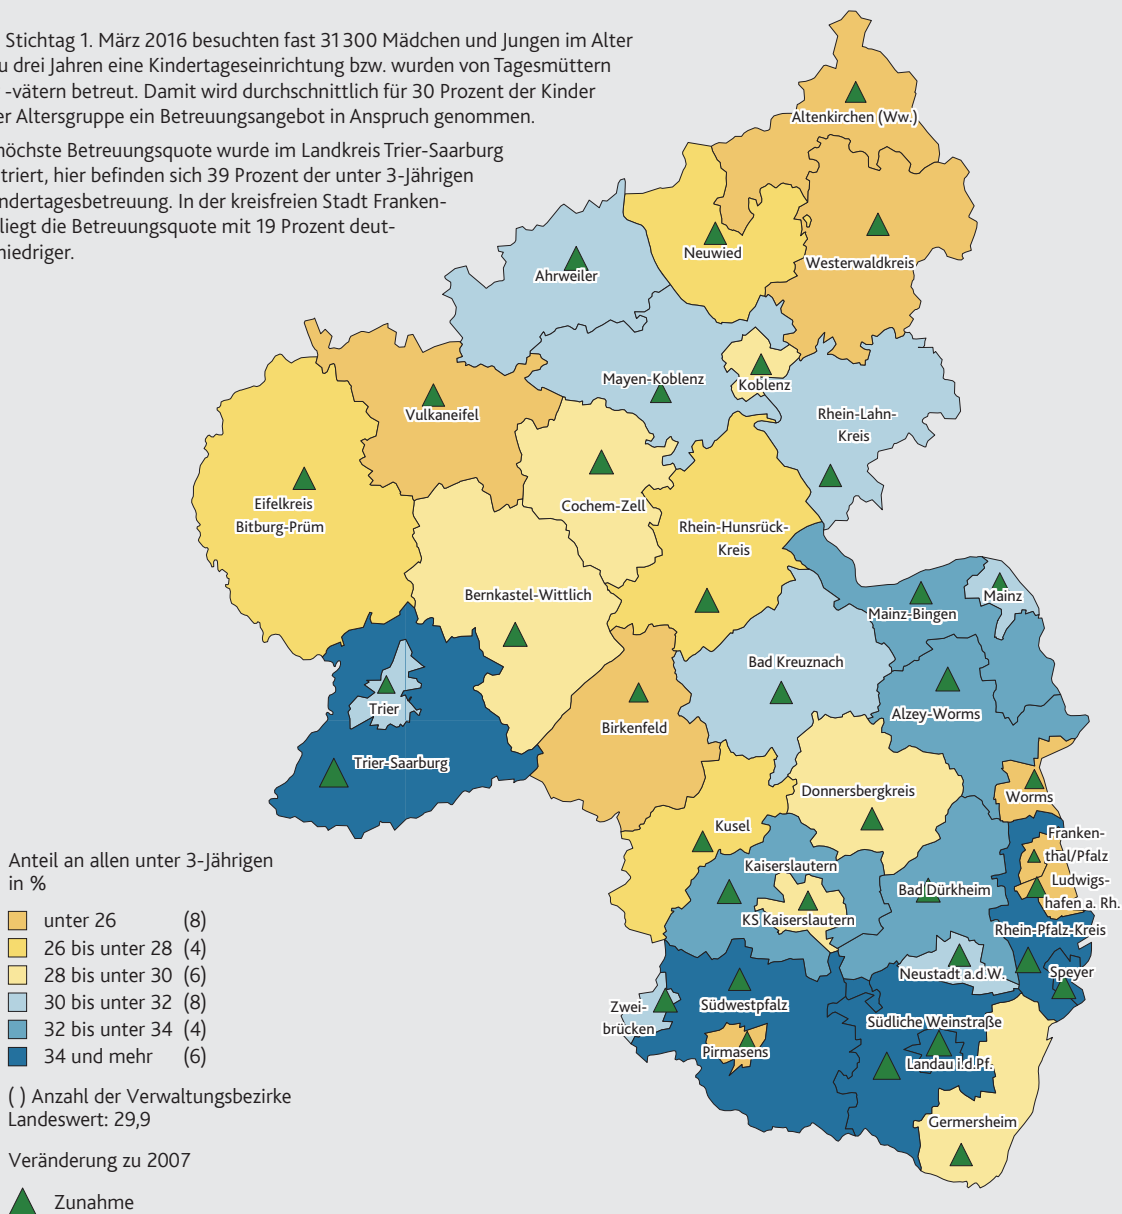 Stichtag 1. März 2016 besuchten fast 31 300 Mädchen und Jungen im Alter
u drei Jahren eine Kindertageseinrichtung bzw. wurden von Tagesmüttern
-vätern betreut. Damit wird durchschnittlich für 30 Prozent der Kinder
er Altersgruppe ein Betreuungsangebot in Anspruch genommen.
höchste Betreuungsquote wurde im Landkreis Trier-Saarburg
triert, hier befinden sich 39 Prozent der unter 3-Jährigen
ndertagesbetreuung. In der kreisfreien Stadt Franken-
liegt die Betreuungsquote mit 19 Prozent deut-
niedriger.
Altenkirchen (Ww.)
Neuwied
Westerwaldkreis
Ahrweiler
Mayen-Koblenz
Koblenz
Vulkaneifel
Rhein-Lahn-
Kreis
Eifelkreis
Bitburg-Prüm
Cochem-Zell
Rhein-Hunsrück-
Kreis
Bernkastel-Wittlich
Mainz
Mainz-Bingen
Bad Kreuznach
Trier
Alzey-Worms
Birkenfeld
Trier-Saarburg
Donnersbergkreis
Worms
Kusel
Franken-
thal/Pfalz
Kaiserslautern
Ludwigs-
hafen a. Rh.
Bad Dürkheim
KS Kaiserslautern
Rhein-Pfalz-Kreis
Neustadt a.d.W.
Speyer
Zwei-
brücken
Südwestpfalz
Südliche Weinstraße
Pirmasens
Landau i.d.Pf.
Germersheim
Anteil an allen unter 3-Jährigen
in %
unter 26 (8)
26 bis unter 28 (4)
28 bis unter 30 (6)
30 bis unter 32 (8)
32 bis unter 34 (4)
34 und mehr (6)
( ) Anzahl der Verwaltungsbezirke
Landeswert: 29,9
Veränderung zu 2007
Zunahme